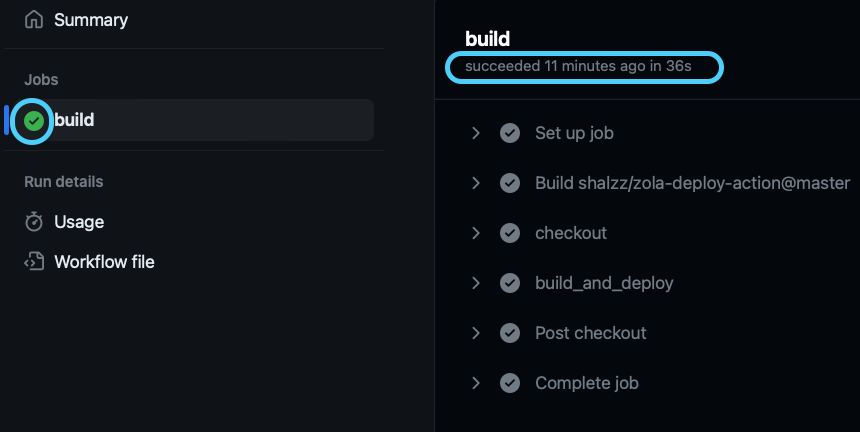 Summary
Jobs
build
Run details
Usage
Workflow file
build
succeeded 11 minutes ago in 36s
Set up job
Build shalzz/zola-deploy-action@master
checkout
build_and_deploy
Post checkout
Complete job